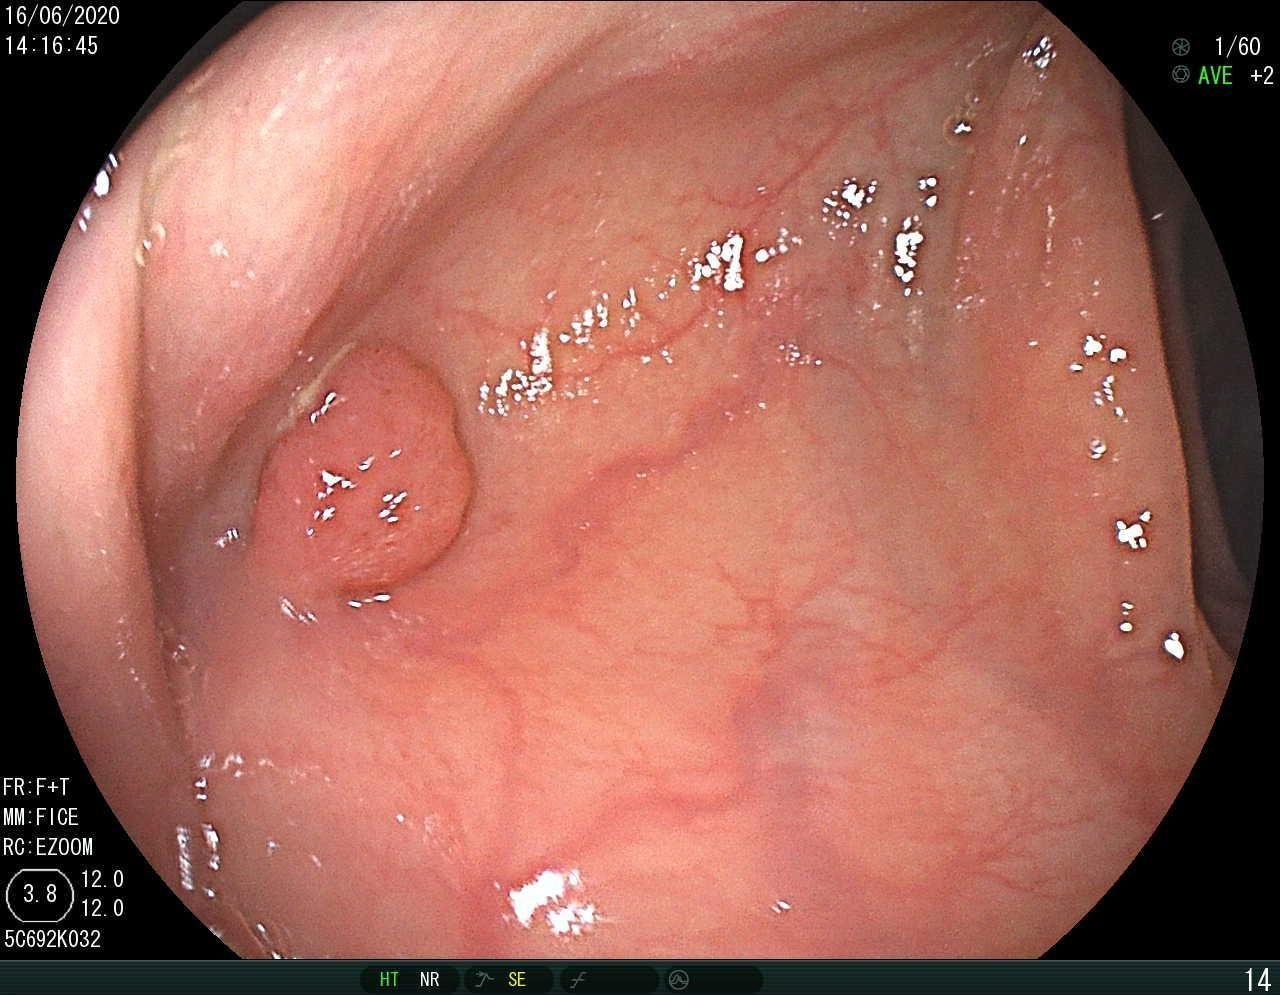 16/06/2020
14:16:45
1/60
AVE +2
FR:F+T
MM:FICE
RC:EZOOM
3.8
12.0
12.0
5C692K032
HT NR SE
14